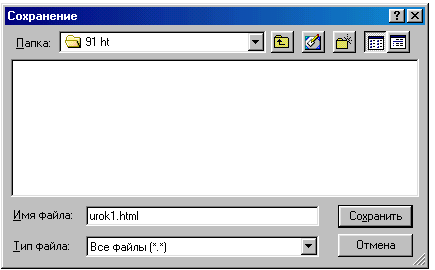 Сохранение
Папка: 91 ht
Имя файла: urok1.html Сохранить
Тип файла: Все файлы (*.*) Отмена